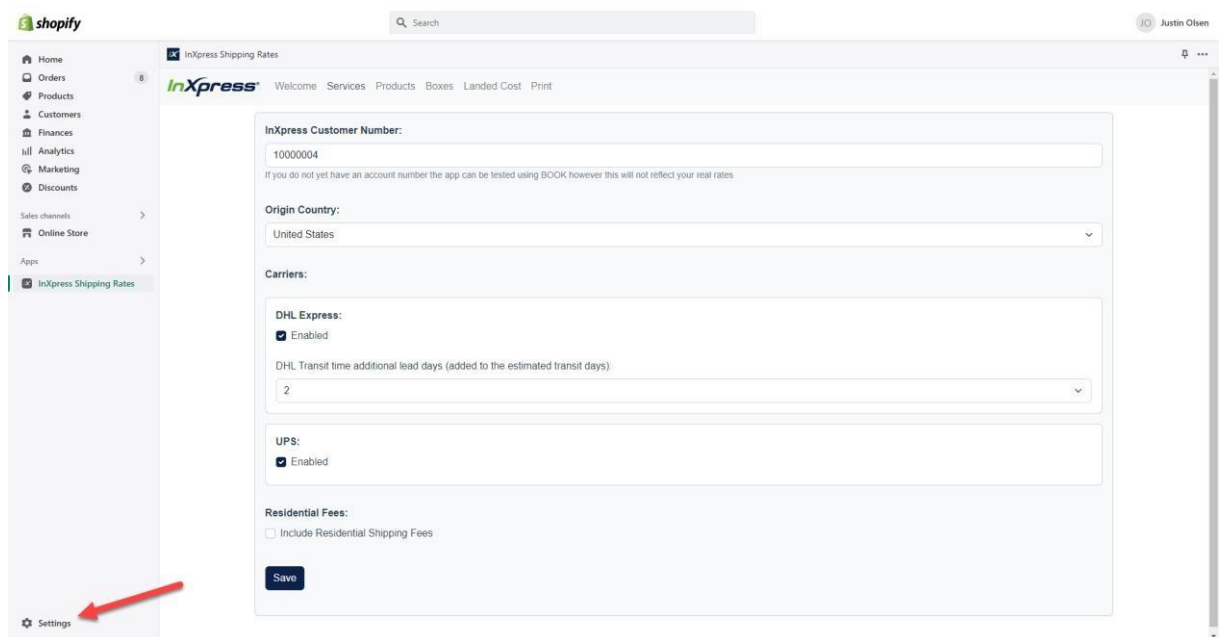 shopify
Search
JO Justin Olsen
Home
Orders 8
Products
Customers
Finances
Analytics
Marketing
Discounts
Sales channels
Online Store
Apps
InXpress Shipping Rates
Settings
InXpress Shipping Rates
InXpress Welcome Services Products Boxes Landed Cost Print
InXpress Customer Number:
10000004
If you do not yet have an account number the app can be tested using BOOK however this will not reflect your real rates
Origin Country:
United States
Carriers:
DHL Express:
Enabled
DHL Transit time additional lead days (added to the estimated transit days):
2
UPS:
Enabled
Residential Fees:
Include Residential Shipping Fees
Save